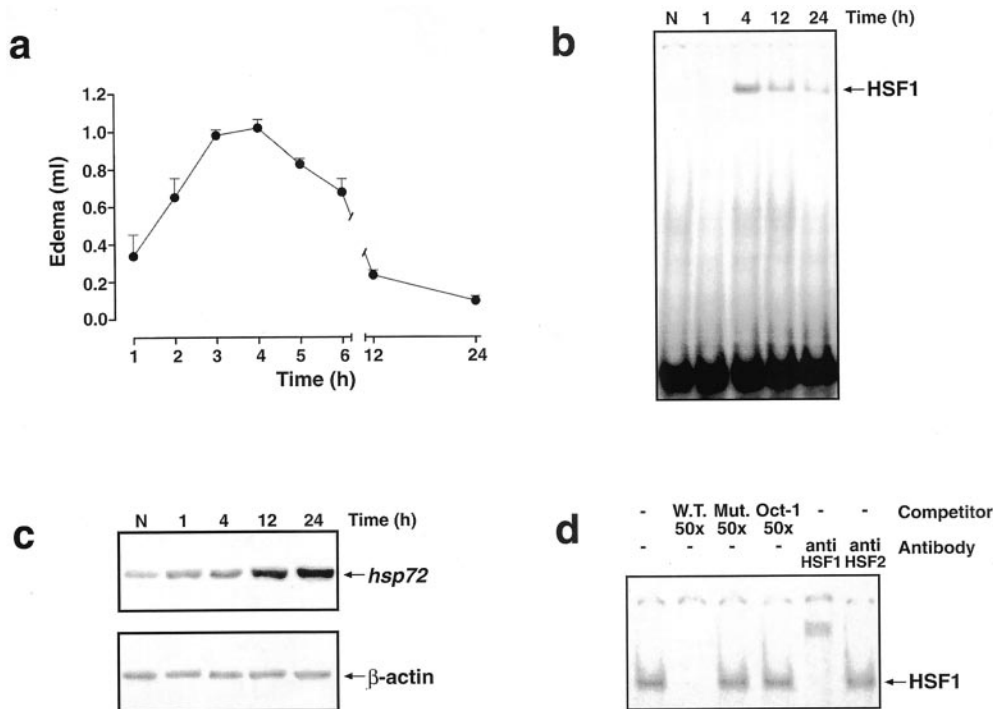 a
1.2
1.0
0.8
0.6
0.4
0.2
0.0
Edema (ml)
1 2 3 4 5 6 12 24
Time (h)
b
N 1 4 12 24 Time (h)
HSF1
c
N 1 4 12 24 Time (h)
hsp72
β-actin
d
- W.T. Mut. Oct-1 - - Competitor
50x 50x 50x
- - - - anti anti Antibody
HSF1 HSF2
HSF1